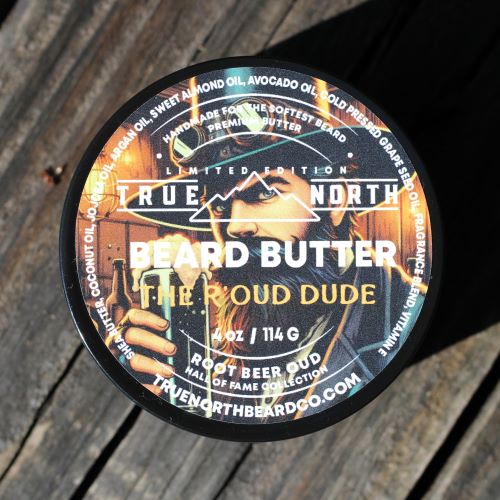 SHEA BUTTER, COCONUT OIL, JOJOBA OIL, ARGAN OIL, SWEET ALMOND OIL, AVOCADO OIL, COLD PRESSED GRAPE SEED OIL, FRAGRANCE BLEND, VITAMIN E
HANDMADE FOR THE SOFTEST BEARD
PREMIUM BUTTER
• LIMITED EDITION •
TRUE NORTH
BEARD BUTTER
THE R'OUD DUDE
4 oz / 114 G
ROOT BEER OUD
HALL OF FAME COLLECTION
TRUENORTHBEARDCO.COM